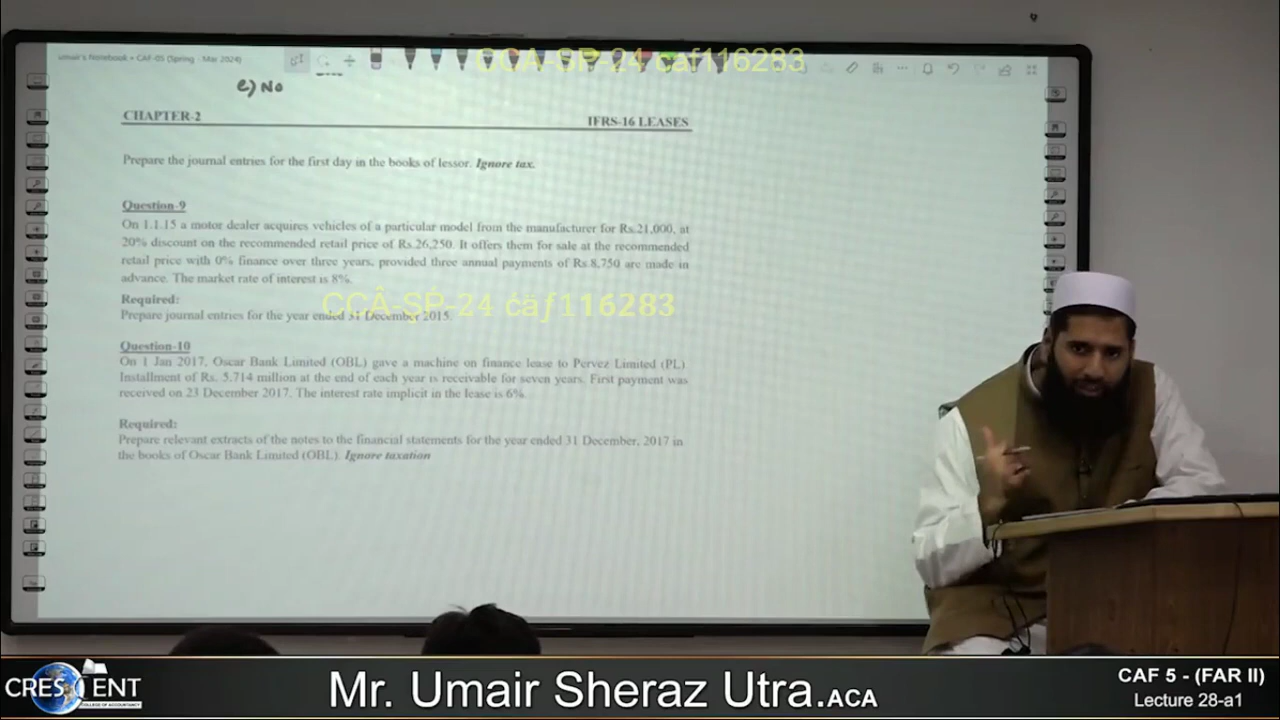 umair's Notebook • CAF-05 (Spring - Mar 2024)
CCA-SP-24 caf116283
e) No
CHAPTER-2 IFRS-16 LEASES
Prepare the journal entries for the first day in the books of lessor. Ignore tax.
Question-9
On 1.1.15 a motor dealer acquires vehicles of a particular model from the manufacturer for Rs.21,000, at
20% discount on the recommended retail price of Rs.26,250. It offers them for sale at the recommended
retail price with 0% finance over three years, provided three annual payments of Rs.8,750 are made in
advance. The market rate of interest is 8%.
Required:
CCÂ-SṖ-24 ćäƒ116283
Prepare journal entries for the year ended 31 December 2015.
Question-10
On 1 Jan 2017, Oscar Bank Limited (OBL) gave a machine on finance lease to Pervez Limited (PL)
Installment of Rs. 5.714 million at the end of each year is receivable for seven years. First payment was
received on 23 December 2017. The interest rate implicit in the lease is 6%.
Required:
Prepare relevant extracts of the notes to the financial statements for the year ended 31 December, 2017 in
the books of Oscar Bank Limited (OBL). Ignore taxation
CRESCENT
COLLEGE OF ACCOUNTANCY
Mr. Umair Sheraz Utra.ACA
CAF 5 - (FAR II)
Lecture 28-a1